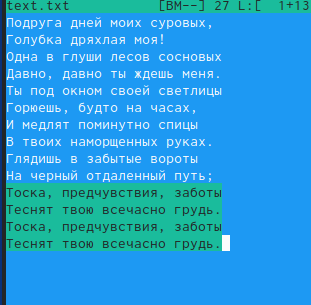 text.txt [BM--] 27 L:[ 1+13
Подруга дней моих суровых,
Голубка дряхлая моя!
Одна в глуши лесов сосновых
Давно, давно ты ждешь меня.
Ты под окном своей светлицы
Горюешь, будто на часах,
И медлят поминутно спицы
В твоих наморщенных руках.
Глядишь в забытые вороты
На черный отдаленный путь;
Тоска, предчувствия, заботы
Теснят твою всечасно грудь.
Тоска, предчувствия, заботы
Теснят твою всечасно грудь.